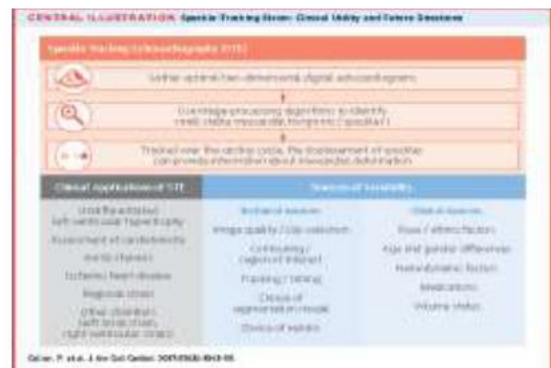 CENTRAL ILLUSTRATION Speckle-Tracking Strain: Clinical Utility and Future Directions
Speckle Tracking Echocardiography (STE)
Gather optimal two-dimensional digital echocardiograms
Use image-processing algorithms to identify
small, stable myocardial footprints ("speckles")
Tracked over the cardiac cycle, the displacement of speckles
can provide information about myocardial deformation
Clinical Applications of STE
Sources of Variability
left ventricular hypertrophy
Assessment of cardiotoxicity
Aortic stenosis
Ischemic heart disease
Regional strain
Other chambers
(left atrial strain,
right ventricular strain)
Technical sources
Image quality /
Contouring /
region of interest
Tracking / timing
Choice of
segmentation model
Choice of vendor
Clinical sources
Race / ethnic factors
Age and gender differences
Hemodynamic factors
Medications
Volume status